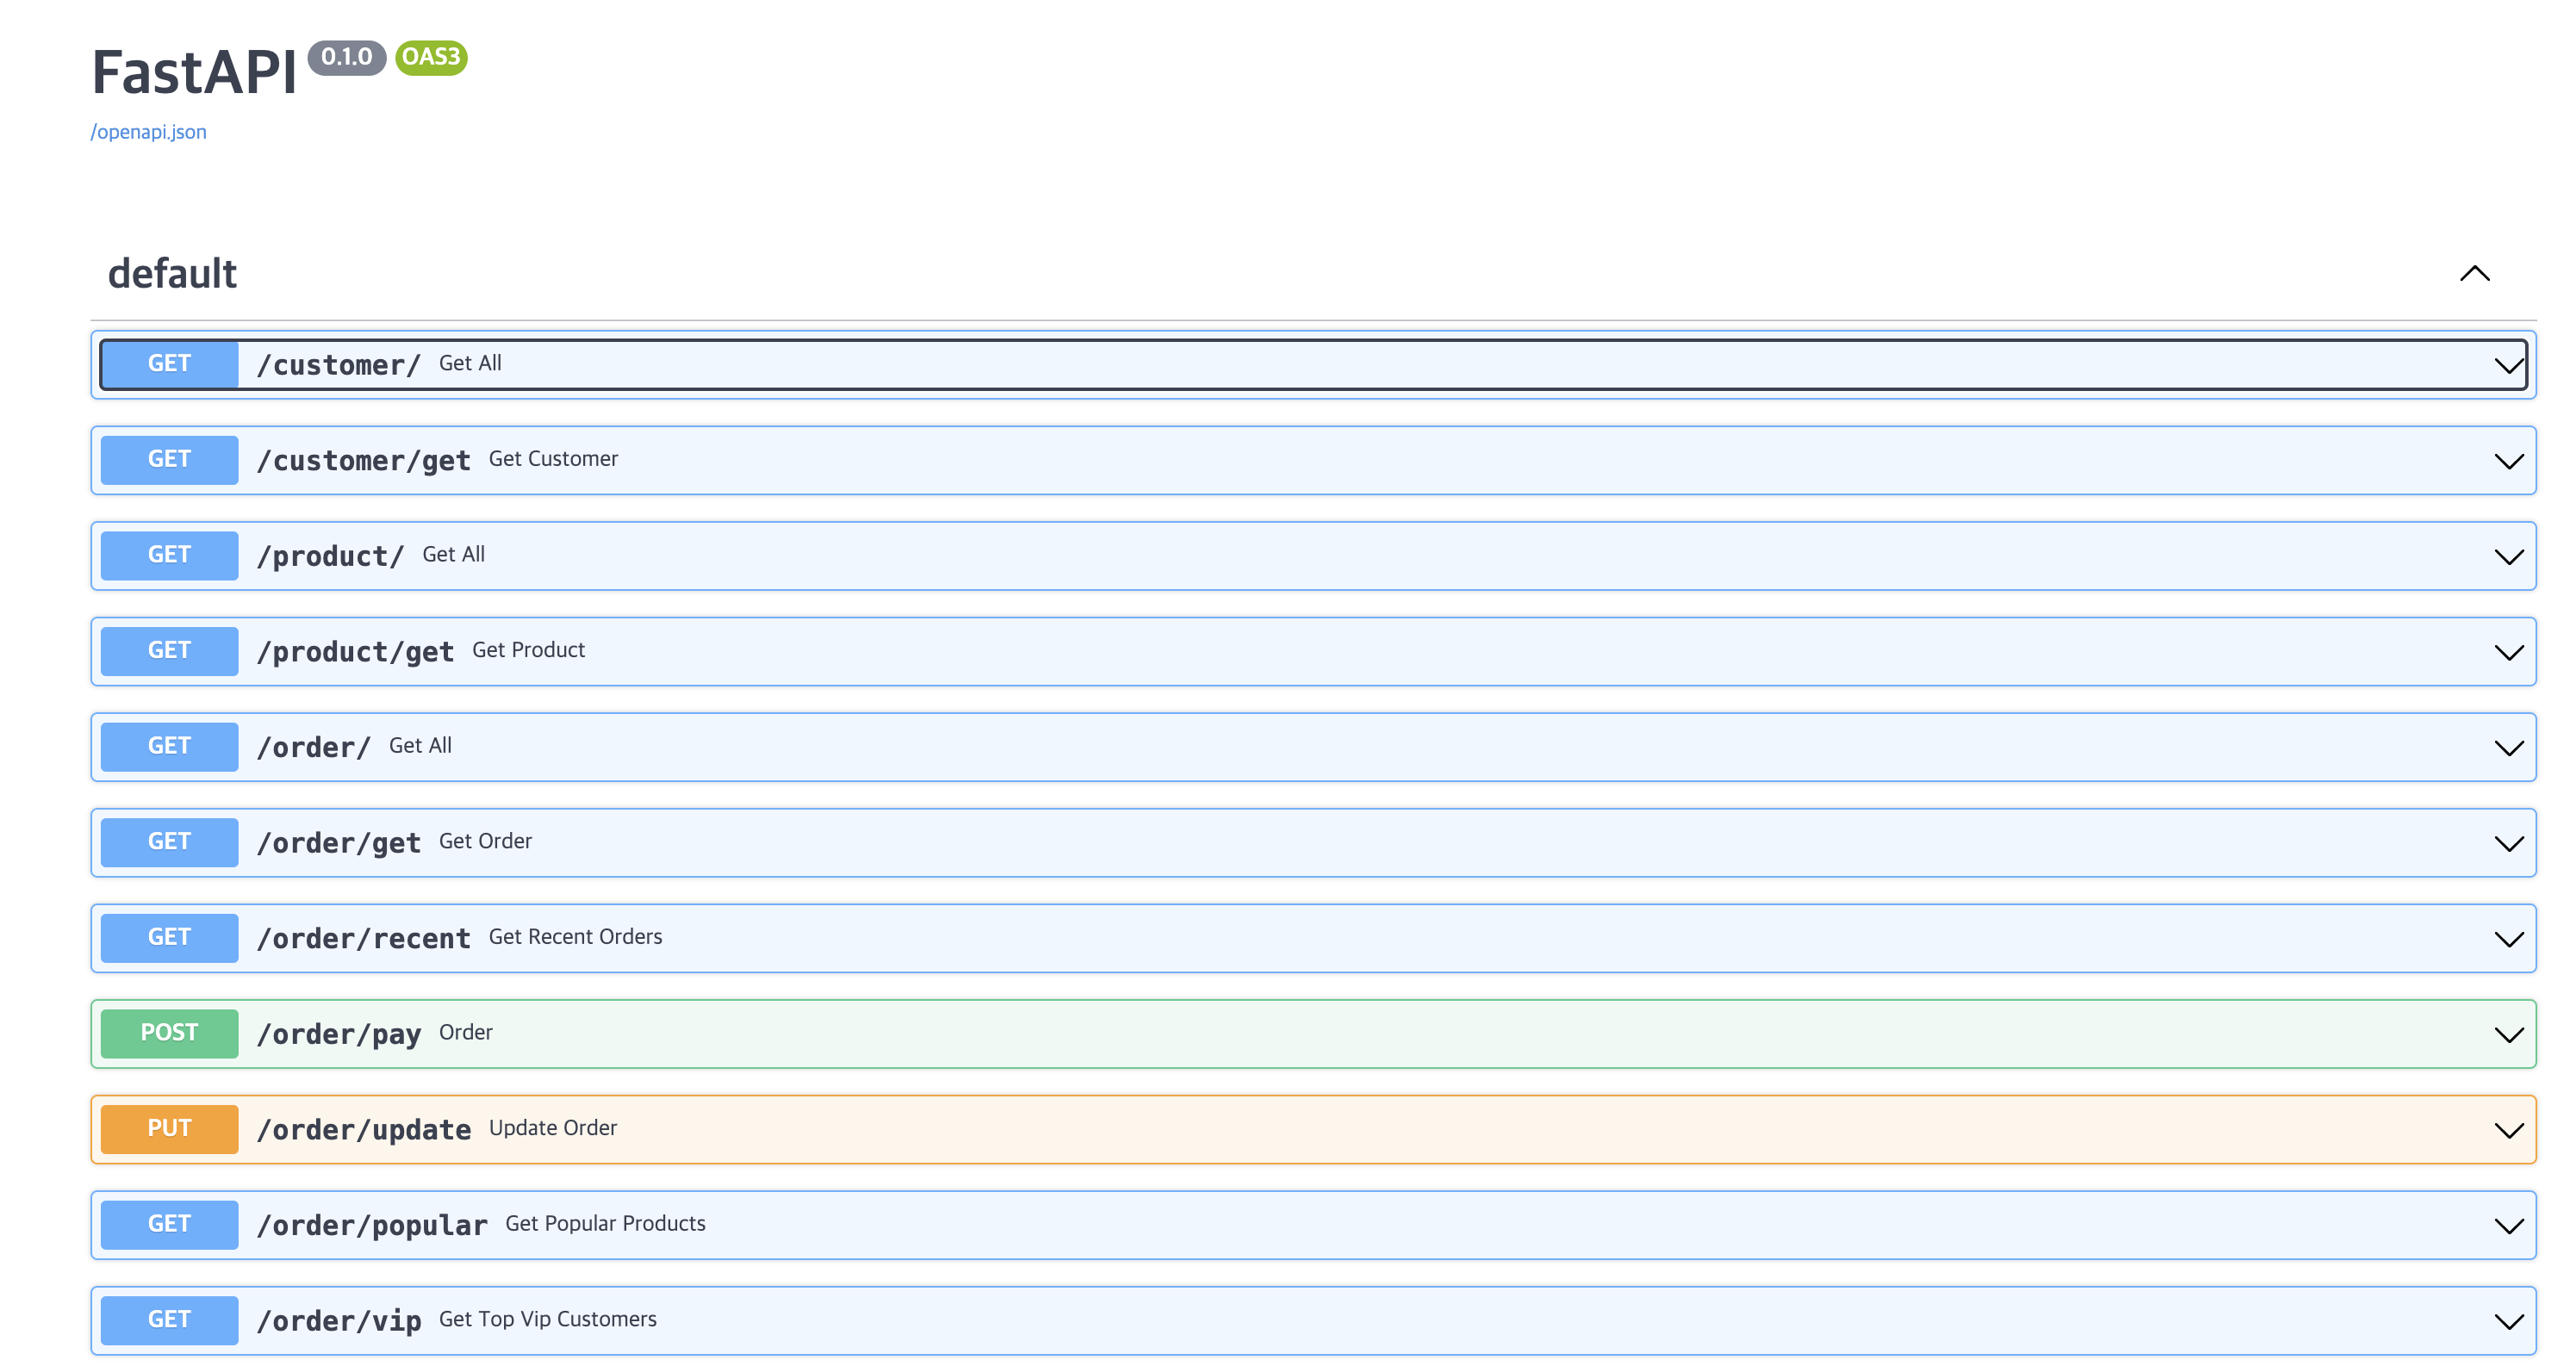 FastAPI 0.1.0 OAS3
/openapi.json
default
GET /customer/ Get All
GET /customer/get Get Customer
GET /product/ Get All
GET /product/get Get Product
GET /order/ Get All
GET /order/get Get Order
GET /order/recent Get Recent Orders
POST /order/pay Order
PUT /order/update Update Order
GET /order/popular Get Popular Products
GET /order/vip Get Top Vip Customers